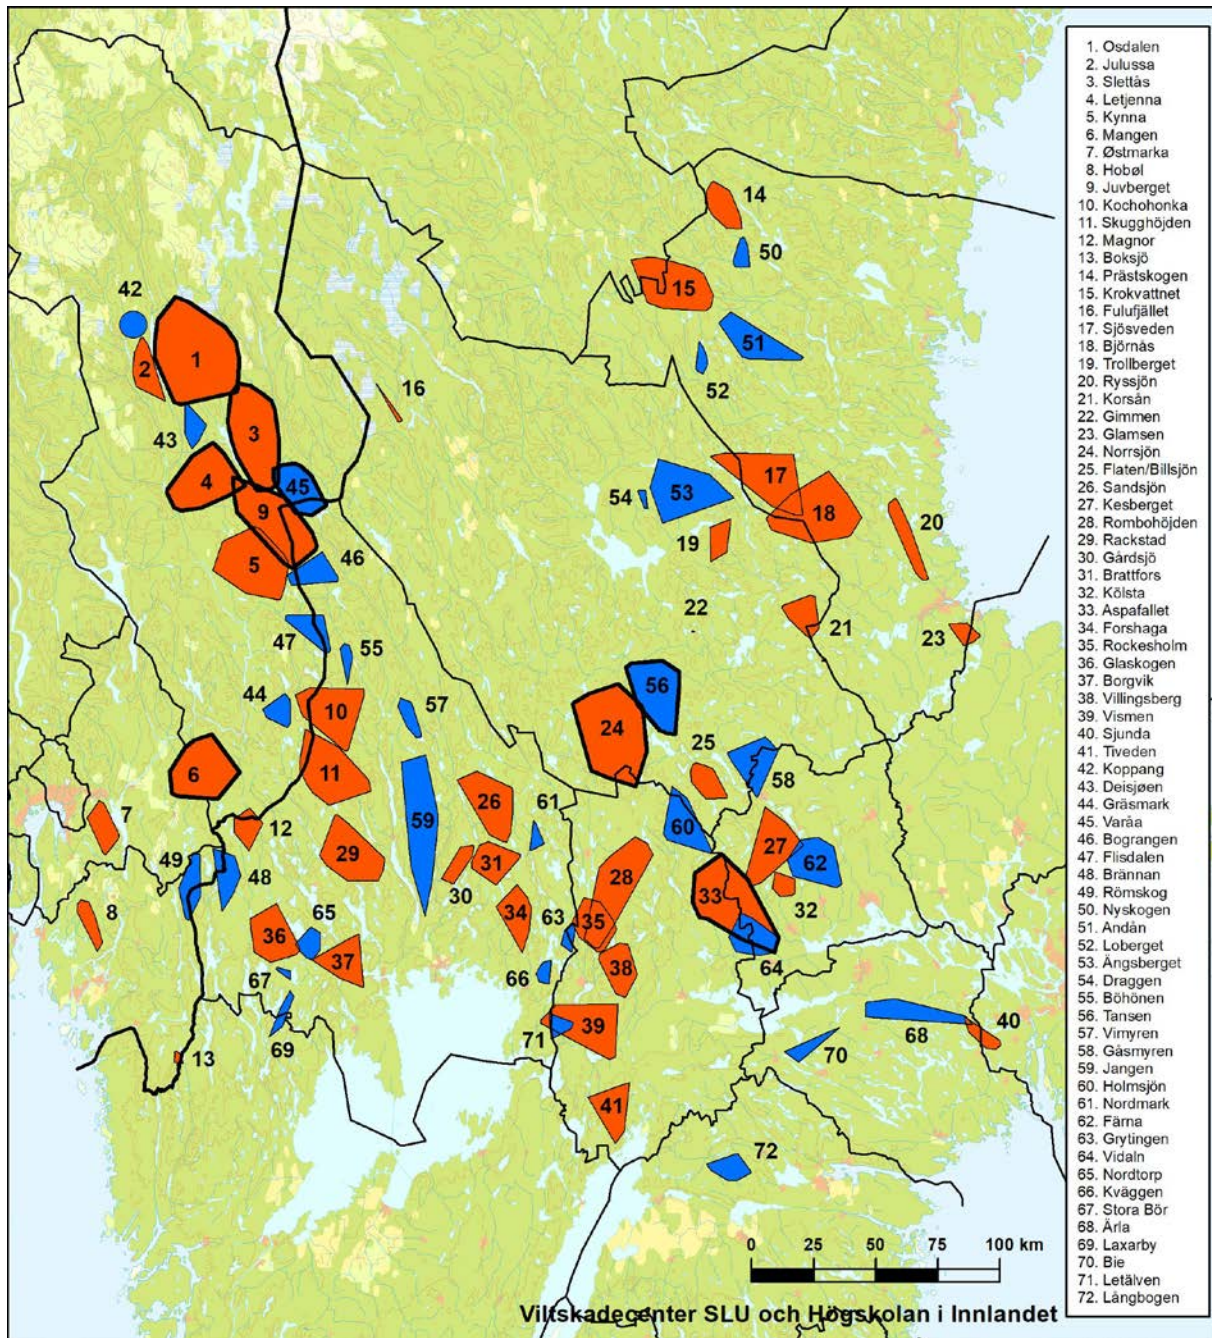 1. Osdalen
2. Julussa
3. Slettås
4. Letjenna
5. Kynna
6. Mangen
7. Østmarka
8. Hobøl
9. Juvberget
10. Kochohonka
11. Skugghöjden
12. Magnor
13. Boksjö
14. Prästskogen
15. Krokvattnet
16. Fulufjället
17. Sjösveden
18. Björnås
19. Trollberget
20. Ryssjön
21. Korsån
22. Gimmen
23. Glamsen
24. Norrsjön
25. Flaten/Billsjön
26. Sandsjön
27. Kesberget
28. Rombohöjden
29. Rackstad
30. Gårdsjö
31. Brattfors
32. Kölsta
33. Aspafallet
34. Forshaga
35. Rockesholm
36. Glaskogen
37. Borgvik
38. Villingsberg
39. Vismen
40. Sjunda
41. Tiveden
42. Koppang
43. Deisjøen
44. Gräsmark
45. Varåa
46. Bograngen
47. Flisdalen
48. Brännan
49. Römskog
50. Nyskogen
51. Andån
52. Loberget
53. Ängsberget
54. Draggen
55. Böhönen
56. Tansen
57. Vimyren
58. Gåsmyren
59. Jangen
60. Holmsjön
61. Nordmark
62. Färna
63. Grytingen
64. Vidaln
65. Nordtorp
66. Kväggen
67. Stora Bör
68. Ärla
69. Laxarby
70. Bie
71. Letälven
72. Långbogen
14
50
15
42
51
1
2
52
16
43
3
4
45
17
53
54
9
18
20
19
5
46
22
21
23
47
55
56
44
10
57
24
25
6
11
58
26
61
60
7
12
59
27
29
31
62
49
48
30
28
33
32
8
34
63
35
65
36
37
64
67
66
38
68
40
71
39
70
69
13
41
72
0 25 50 75 100 km
Viltskadecenter SLU och Högskolan i Innlandet